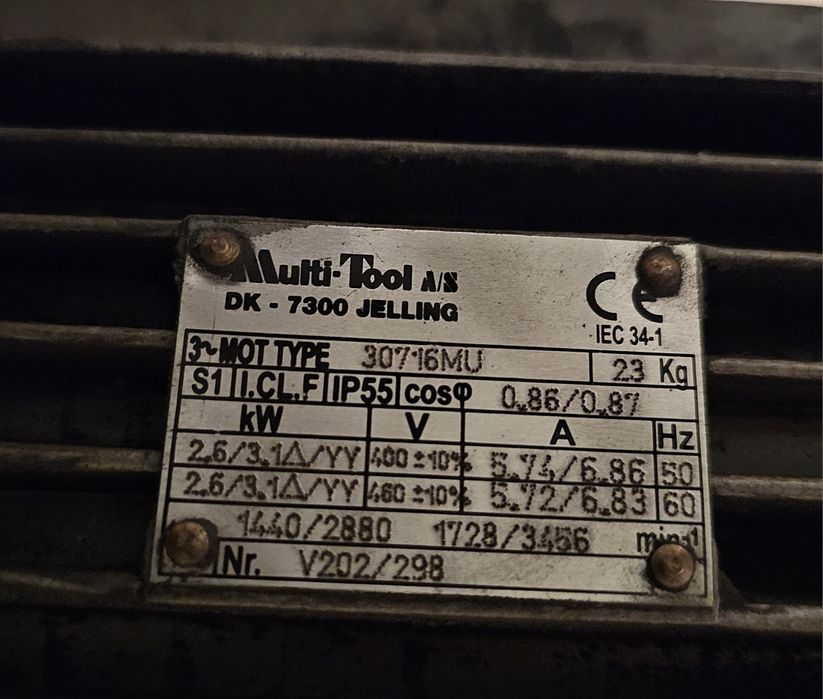 Multi-Tool A/S
DK - 7300 JELLING
CE
IEC 34-1
3~MOT TYPE 30716MU 23 Kg
S1 I.CL.F IP55 cosφ 0.86/0.87
kW V A Hz
2.6/3.1△/YY 400±10% 5.74/6.86 50
2.6/3.1△/YY 460±10% 5.72/6.83 60
1440/2880 1728/3456 min-1
Nr. V202/298